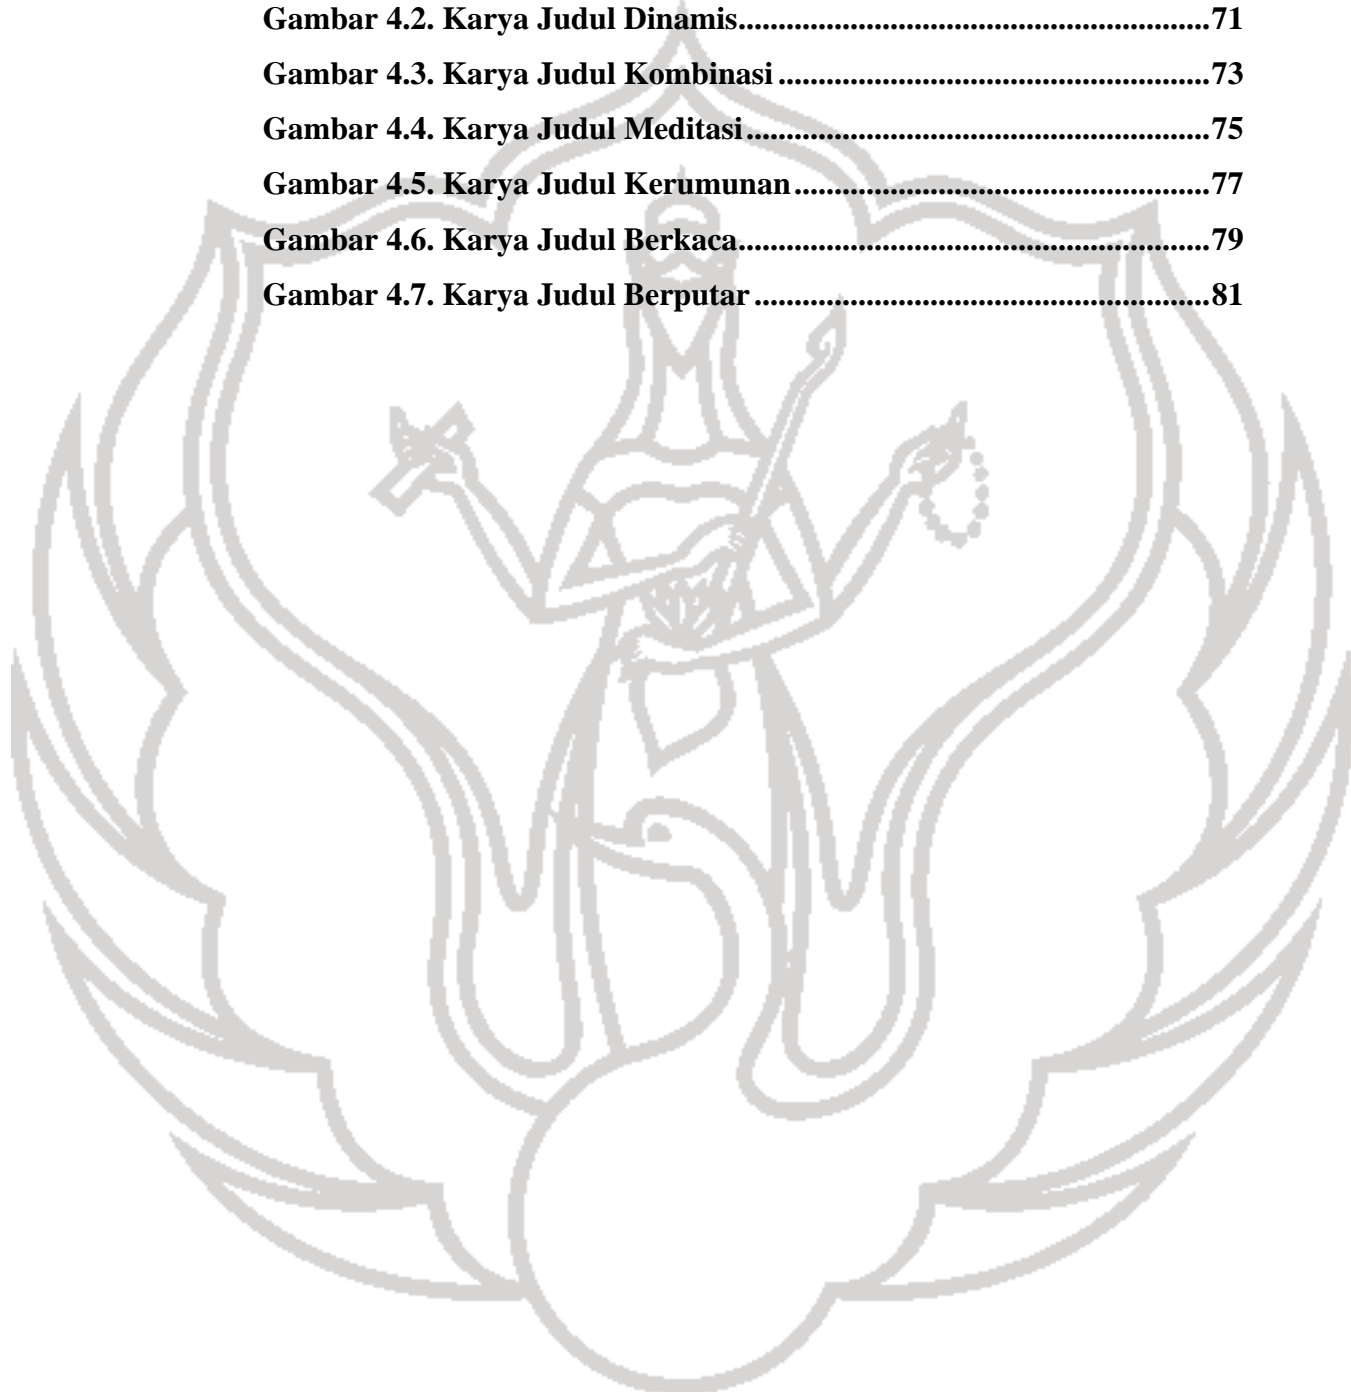 Gambar 4.2. Karya Judul Dinamis............................................................71
Gambar 4.3. Karya Judul Kombinasi.......................................................73
Gambar 4.4. Karya Judul Meditasi...........................................................75
Gambar 4.5. Karya Judul Kerumunan.....................................................77
Gambar 4.6. Karya Judul Berkaca............................................................79
Gambar 4.7. Karya Judul Berputar..........................................................81